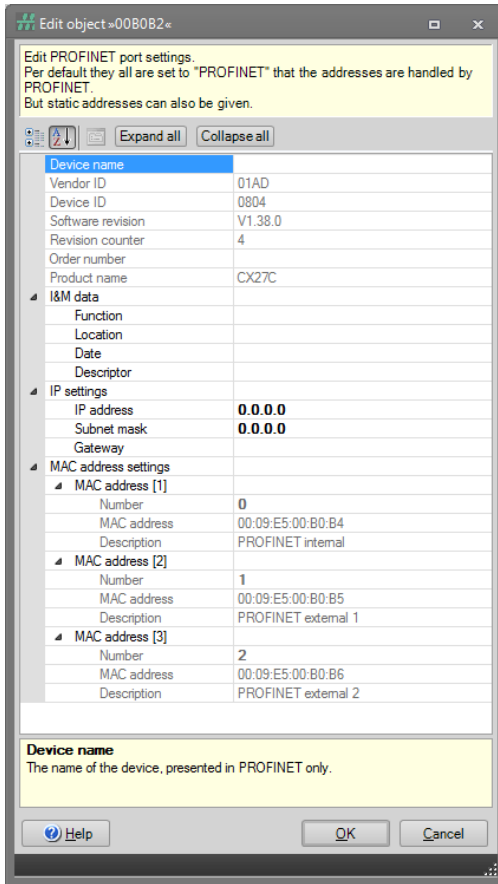 Edit object »00B0B2«
Edit PROFINET port settings.
Per default they all are set to "PROFINET" that the addresses are handled by
PROFINET.
But static addresses can also be given.
Expand all Collapse all
Device name
Vendor ID 01AD
Device ID 0804
Software revision V1.38.0
Revision counter 4
Order number
Product name CX27C
I&M data
Function
Location
Date
Descriptor
IP settings
IP address 0.0.0.0
Subnet mask 0.0.0.0
Gateway
MAC address settings
MAC address [1]
Number 0
MAC address 00:09:E5:00:B0:B4
Description PROFINET internal
MAC address [2]
Number 1
MAC address 00:09:E5:00:B0:B5
Description PROFINET external 1
MAC address [3]
Number 2
MAC address 00:09:E5:00:B0:B6
Description PROFINET external 2
Device name
The name of the device, presented in PROFINET only.
Help OK Cancel